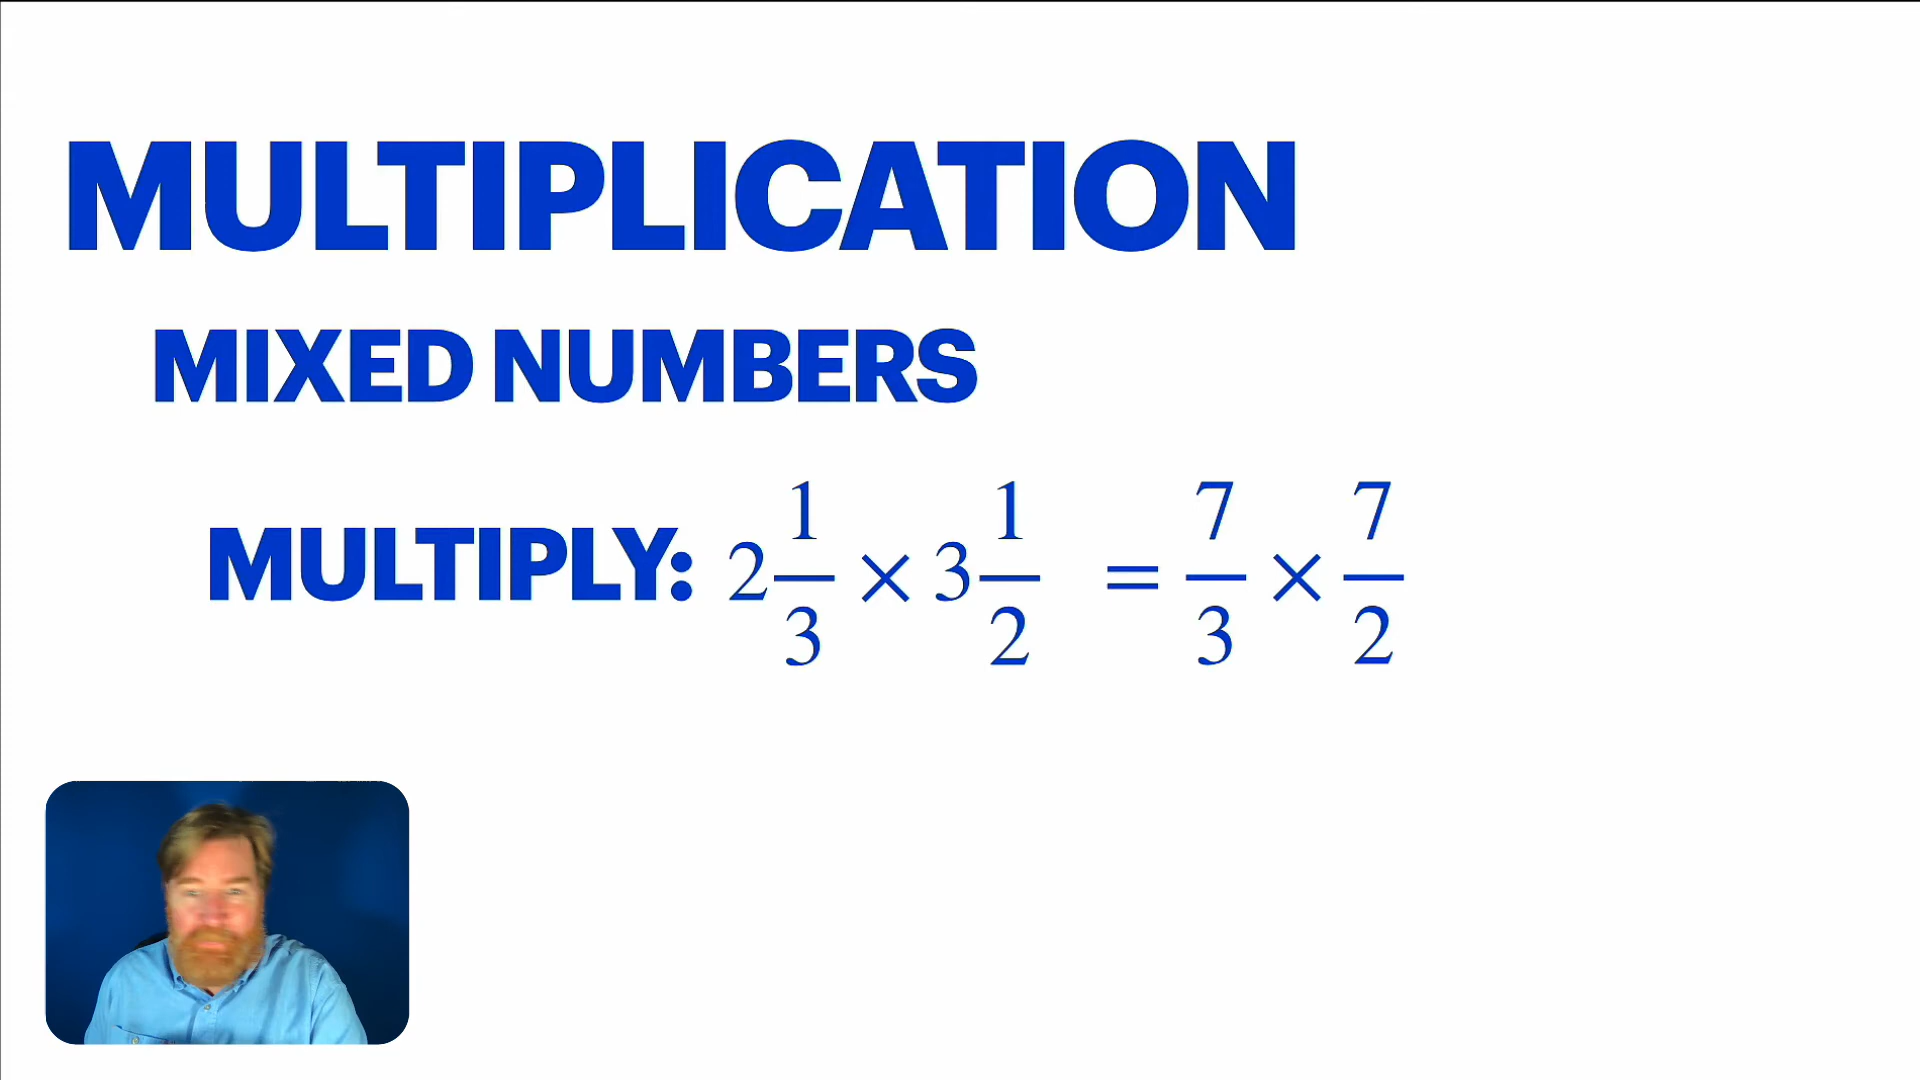 MULTIPLICATION
MIXED NUMBERS
MULTIPLY: 2 1/3 × 3 1/2 = 7/3 × 7/2